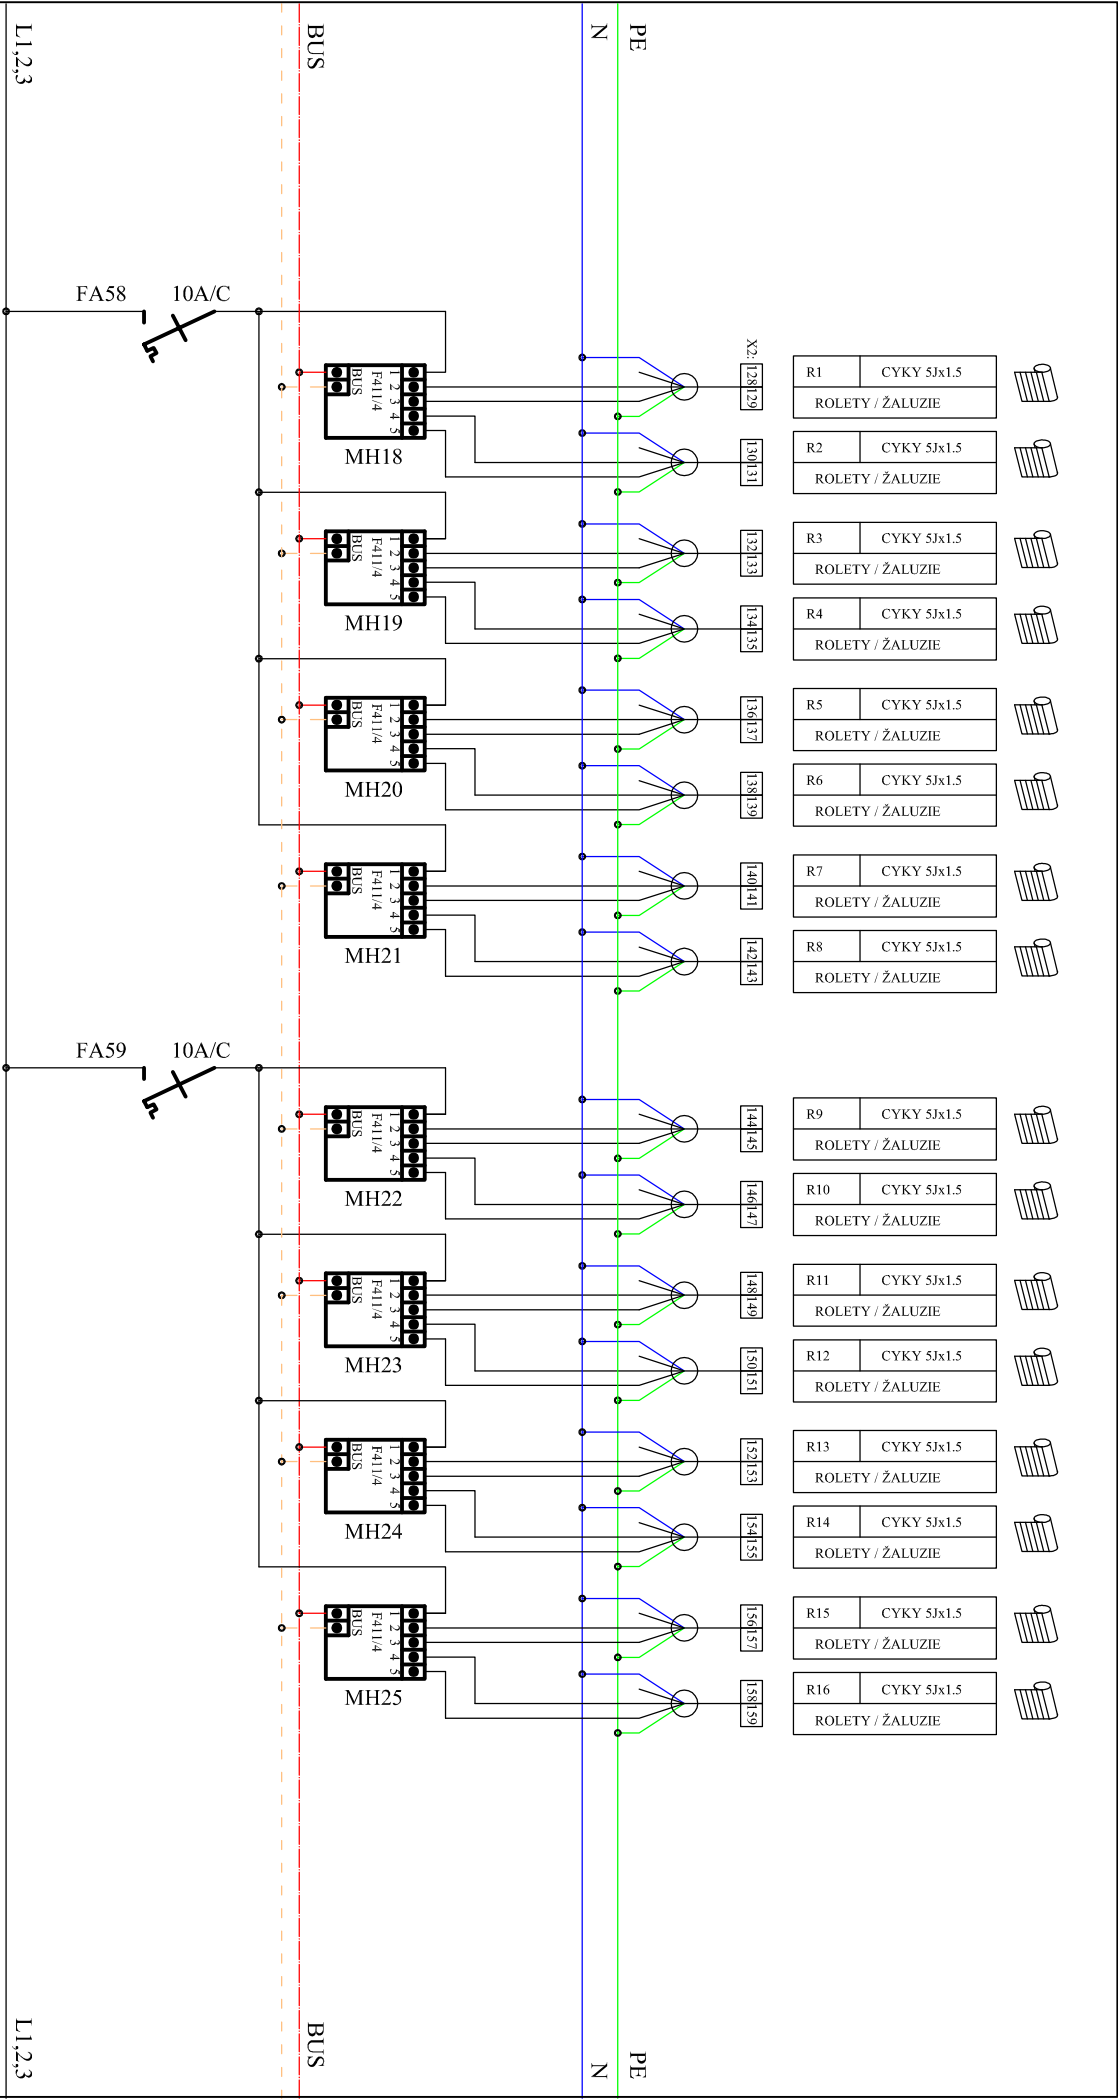 L1,2,3
BUS
N
PE
FA58 10A/C
X2: 128 129
R1 CYKY 5Jx1.5
ROLETY / ŽALUZIE
BUS
F411/4
1 2 3 4 5
MH18
130 131
R2 CYKY 5Jx1.5
ROLETY / ŽALUZIE
132 133
R3 CYKY 5Jx1.5
ROLETY / ŽALUZIE
BUS
F411/4
1 2 3 4 5
MH19
134 135
R4 CYKY 5Jx1.5
ROLETY / ŽALUZIE
136 137
R5 CYKY 5Jx1.5
ROLETY / ŽALUZIE
BUS
F411/4
1 2 3 4 5
MH20
138 139
R6 CYKY 5Jx1.5
ROLETY / ŽALUZIE
140 141
R7 CYKY 5Jx1.5
ROLETY / ŽALUZIE
BUS
F411/4
1 2 3 4 5
MH21
142 143
R8 CYKY 5Jx1.5
ROLETY / ŽALUZIE
FA59 10A/C
144 145
R9 CYKY 5Jx1.5
ROLETY / ŽALUZIE
BUS
F411/4
1 2 3 4 5
MH22
146 147
R10 CYKY 5Jx1.5
ROLETY / ŽALUZIE
148 149
R11 CYKY 5Jx1.5
ROLETY / ŽALUZIE
BUS
F411/4
1 2 3 4 5
MH23
150 151
R12 CYKY 5Jx1.5
ROLETY / ŽALUZIE
152 153
R13 CYKY 5Jx1.5
ROLETY / ŽALUZIE
BUS
F411/4
1 2 3 4 5
MH24
154 155
R14 CYKY 5Jx1.5
ROLETY / ŽALUZIE
156 157
R15 CYKY 5Jx1.5
ROLETY / ŽALUZIE
BUS
F411/4
1 2 3 4 5
MH25
158 159
R16 CYKY 5Jx1.5
ROLETY / ŽALUZIE
L1,2,3
BUS
N
PE